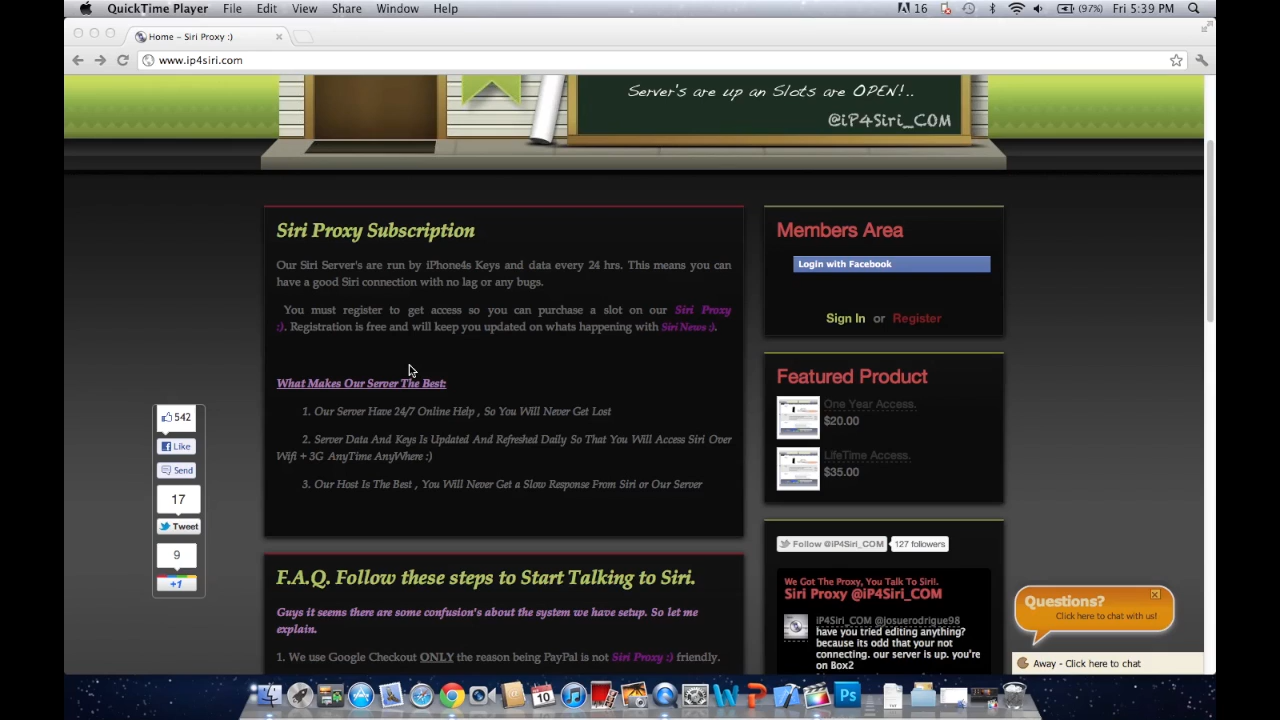 QuickTime Player File Edit View Share Window Help 16 (97%) Fri 5:39 PM
Home – Siri Proxy :)
www.ip4siri.com
Server's are up an Slots are OPEN!..
@iP4Siri_COM
Siri Proxy Subscription
Our Siri Server's are run by iPhone4s Keys and data every 24 hrs. This means you can
have a good Siri connection with no lag or any bugs.
You must register to get access so you can purchase a slot on our Siri Proxy
:). Registration is free and will keep you updated on whats happening with Siri News :).
What Makes Our Server The Best:
1. Our Server Have 24/7 Online Help , So You Will Never Get Lost
2. Server Data And Keys Is Updated And Refreshed Daily So That You Will Access Siri Over
Wifi + 3G AnyTime AnyWhere :)
3. Our Host Is The Best , You Will Never Get a Slow Response From Siri or Our Server
F.A.Q. Follow these steps to Start Talking to Siri.
Guys it seems there are some confusion's about the system we have setup. So let me
explain.
1. We use Google Checkout ONLY the reason being PayPal is not Siri Proxy :) friendly.
542
Like
Send
17
Tweet
9
+1
Members Area
Login with Facebook
Sign In or Register
Featured Product
One Year Access.
$20.00
LifeTime Access.
$35.00
Follow @iP4Siri_COM 127 followers
We Got The Proxy, You Talk To Siri!.
Siri Proxy @iP4Siri_COM
iP4Siri_COM @josuerodrigue98
have you tried editing anything?
because its odd that your not
connecting. our server is up. you're
on Box2
Questions?
Click here to chat with us!
Away - Click here to chat
10
Ps